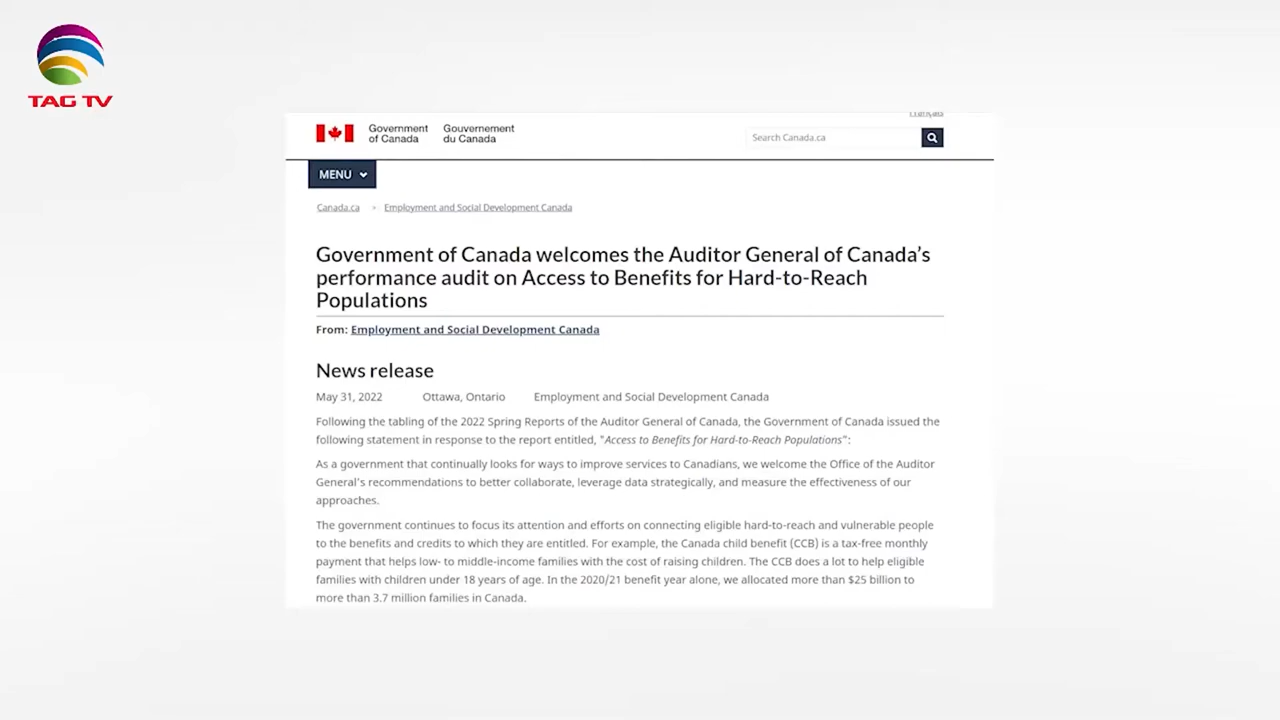 TAG TV
Français
Government of Canada
Gouvernement du Canada
Search Canada.ca
MENU
Canada.ca > Employment and Social Development Canada
Government of Canada welcomes the Auditor General of Canada’s
performance audit on Access to Benefits for Hard-to-Reach
Populations
From: Employment and Social Development Canada
News release
May 31, 2022 Ottawa, Ontario Employment and Social Development Canada
Following the tabling of the 2022 Spring Reports of the Auditor General of Canada, the Government of Canada issued the
following statement in response to the report entitled, "Access to Benefits for Hard-to-Reach Populations":
As a government that continually looks for ways to improve services to Canadians, we welcome the Office of the Auditor
General's recommendations to better collaborate, leverage data strategically, and measure the effectiveness of our
approaches.
The government continues to focus its attention and efforts on connecting eligible hard-to-reach and vulnerable people
to the benefits and credits to which they are entitled. For example, the Canada child benefit (CCB) is a tax-free monthly
payment that helps low- to middle-income families with the cost of raising children. The CCB does a lot to help eligible
families with children under 18 years of age. In the 2020/21 benefit year alone, we allocated more than $25 billion to
more than 3.7 million families in Canada.